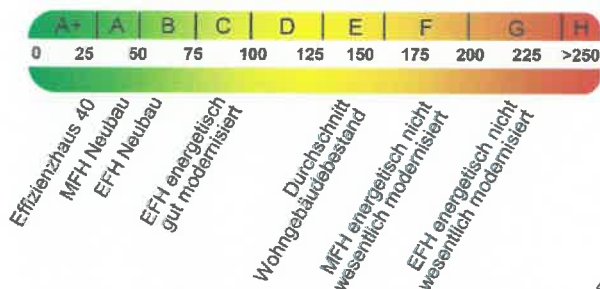 A+ A B C D E F G H
0 25 50 75 100 125 150 175 200 225 >250
Effizienzhaus 40
MFH Neubau
EFH Neubau
EFH energetisch
gut modernisiert
Durchschnitt
Wohngebäudebestand
MFH energetisch nicht
wesentlich modernisiert
EFH energetisch nicht
wesentlich modernisiert